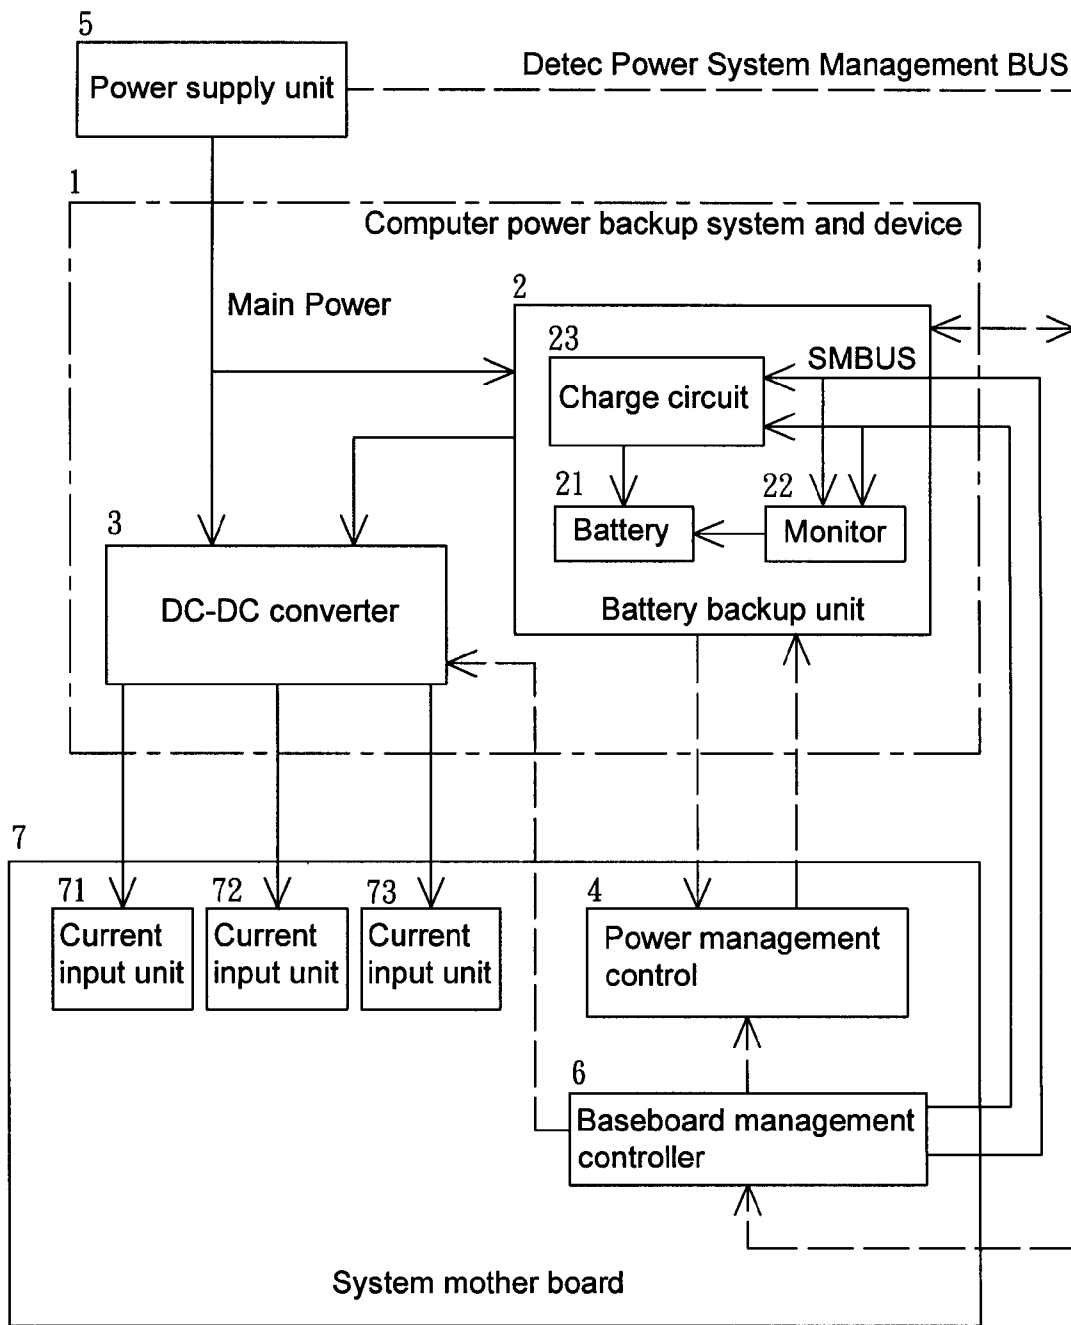 5
Power supply unit
Detec Power System Management BUS
1
Computer power backup system and device
Main Power
2
23
SMBUS
Charge circuit
21
22
Battery
Monitor
Battery backup unit
3
DC-DC converter
7
71
72
73
4
Current
input unit
Current
input unit
Current
input unit
Power management
control
6
Baseboard management
controller
System mother board